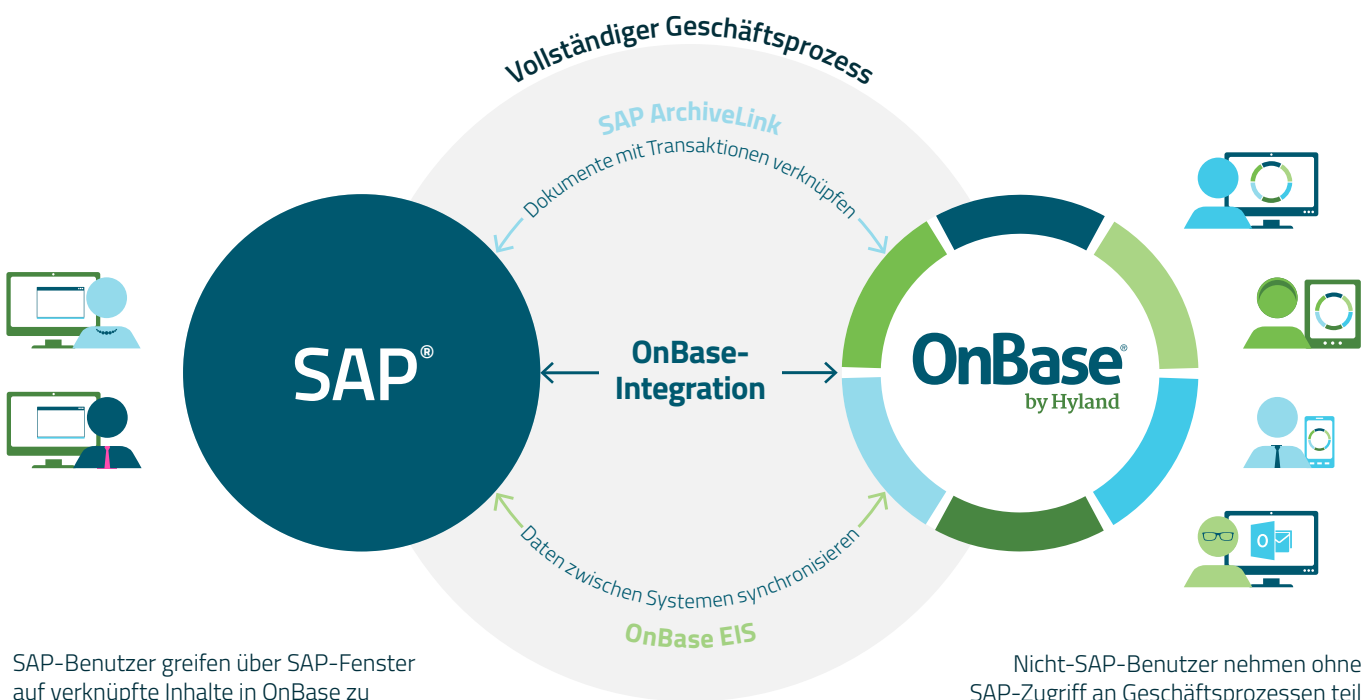 Vollständiger Geschäftsprozess
SAP ArchiveLink
Dokumente mit Transaktionen verknüpfen
SAP®
OnBase-
Integration
OnBase®
by Hyland
Daten zwischen Systemen synchronisieren
OnBase EIS
SAP-Benutzer greifen über SAP-Fenster
auf verknüpfte Inhalte in OnBase zu
Nicht-SAP-Benutzer nehmen ohne
SAP-Zugriff an Geschäftsprozessen teil